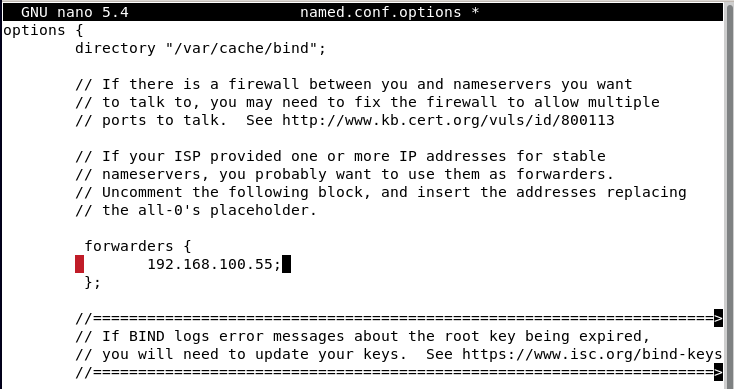 GNU nano 5.4 named.conf.options *
options {
directory "/var/cache/bind";
// If there is a firewall between you and nameservers you want
// to talk to, you may need to fix the firewall to allow multiple
// ports to talk.  See http://www.kb.cert.org/vuls/id/800113
// If your ISP provided one or more IP addresses for stable
// nameservers, you probably want to use them as forwarders.
// Uncomment the following block, and insert the addresses replacing
// the all-0's placeholder.
forwarders {
192.168.100.55;
};
//=====================================================================>
// If BIND logs error messages about the root key being expired,
// you will need to update your keys.  See https://www.isc.org/bind-keys
//=====================================================================>